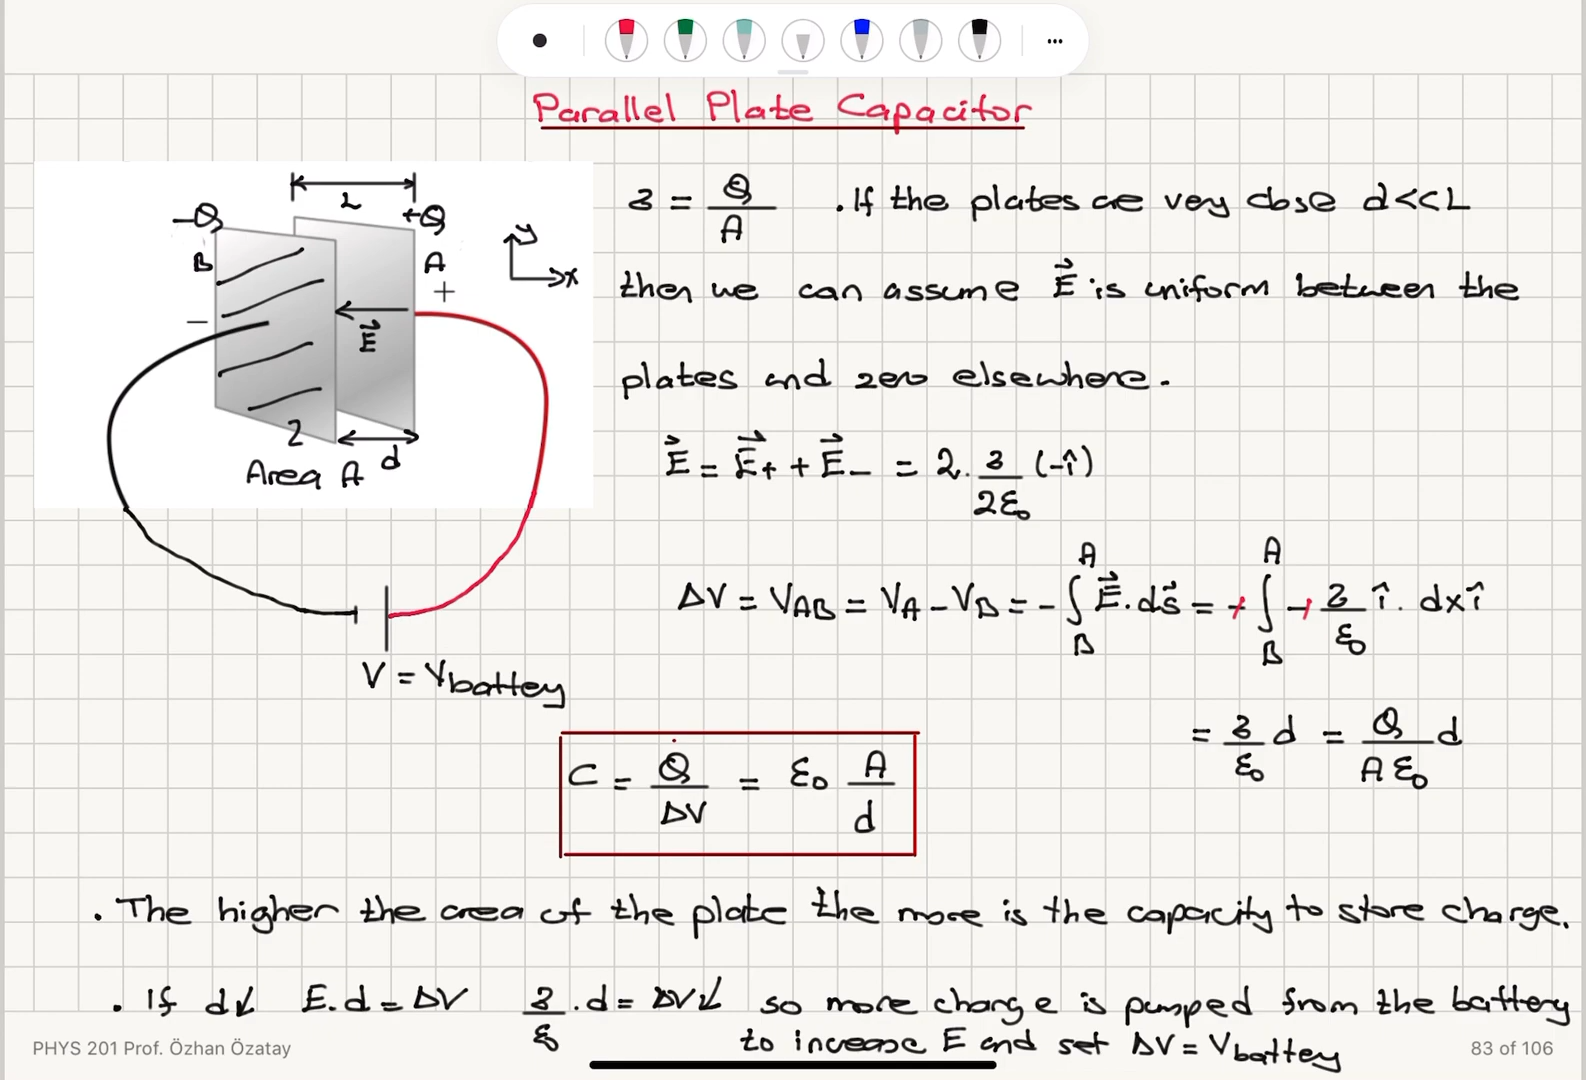 Parallel Plate Capacitor
L
-Q +Q
B A
y
x
+
-
E⃗
2
d
Area A
V = Vbattery
σ = Q/A . If the plates are very close d<<L
then we can assume E⃗ is uniform between the
plates and zero elsewhere.
E⃗ = E⃗+ + E⃗- = 2. σ/2ε₀ (-î)
ΔV = VAB = VA - VB = - ∫_B^A E⃗. ds⃗ = + ∫_B^A + σ/ε₀ î. dx î
= σ/ε₀ d = Q/Aε₀ d
C = Q/ΔV = ε₀ A/d
. The higher the area of the plate the more is the capacity to store charge.
. If d↓ E.d = ΔV σ/ε₀ .d = ΔV↓ so more charge is pumped from the battery
to increase E and set ΔV = Vbattery
PHYS 201 Prof. Özhan Özatay
83 of 106